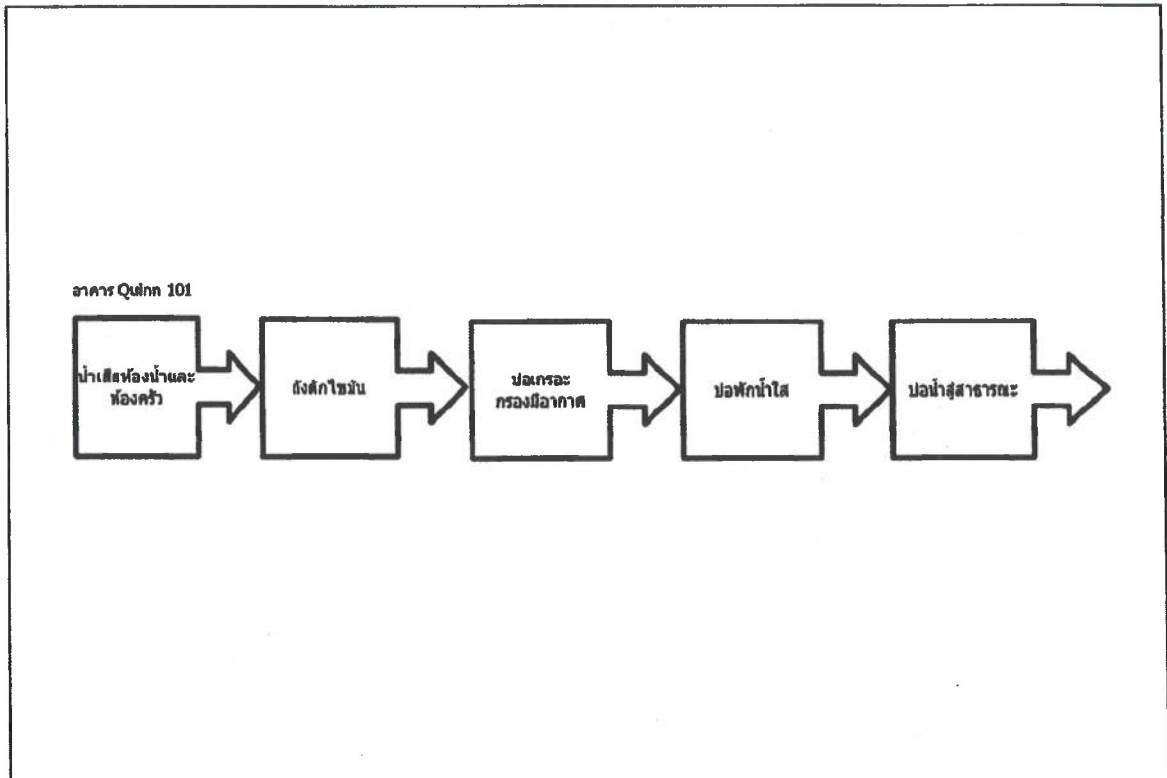 อาคาร Quinn 101
น้ำเสียห้องน้ำและ
ห้องครัว
ถังดักไขมัน
บ่อเกรอะ
กรองมีอากาศ
บ่อพักน้ำใส
บ่อน้ำสู่สาธารณะ